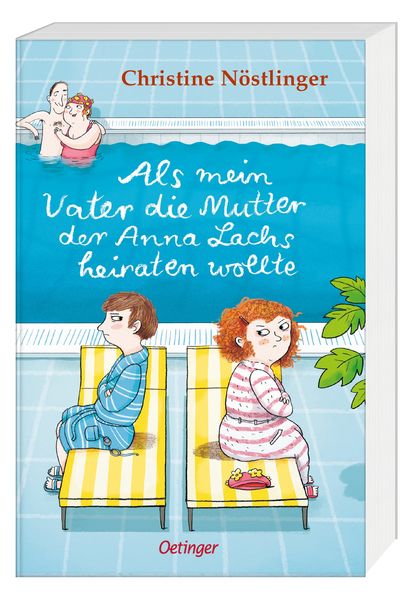 Christine Nöstlinger
Als mein
Vater die Mutter
der Anna Lachs
heiraten wollte
Oetinger